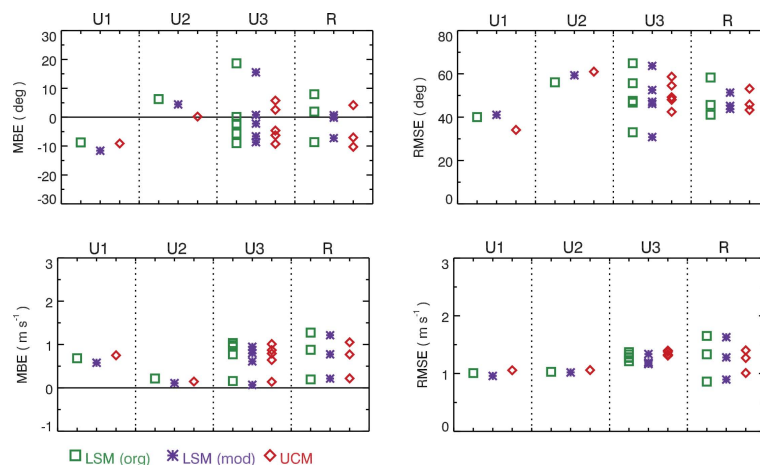 U1 U2 U3 R
30
20
10
0
-10
-20
-30
MBE (deg)
U1 U2 U3 R
80
60
40
20
0
RMSE (deg)
U1 U2 U3 R
3
2
1
0
-1
MBE (m s⁻¹)
U1 U2 U3 R
3
2
1
0
RMSE (m s⁻¹)
LSM (org) LSM (mod) UCM